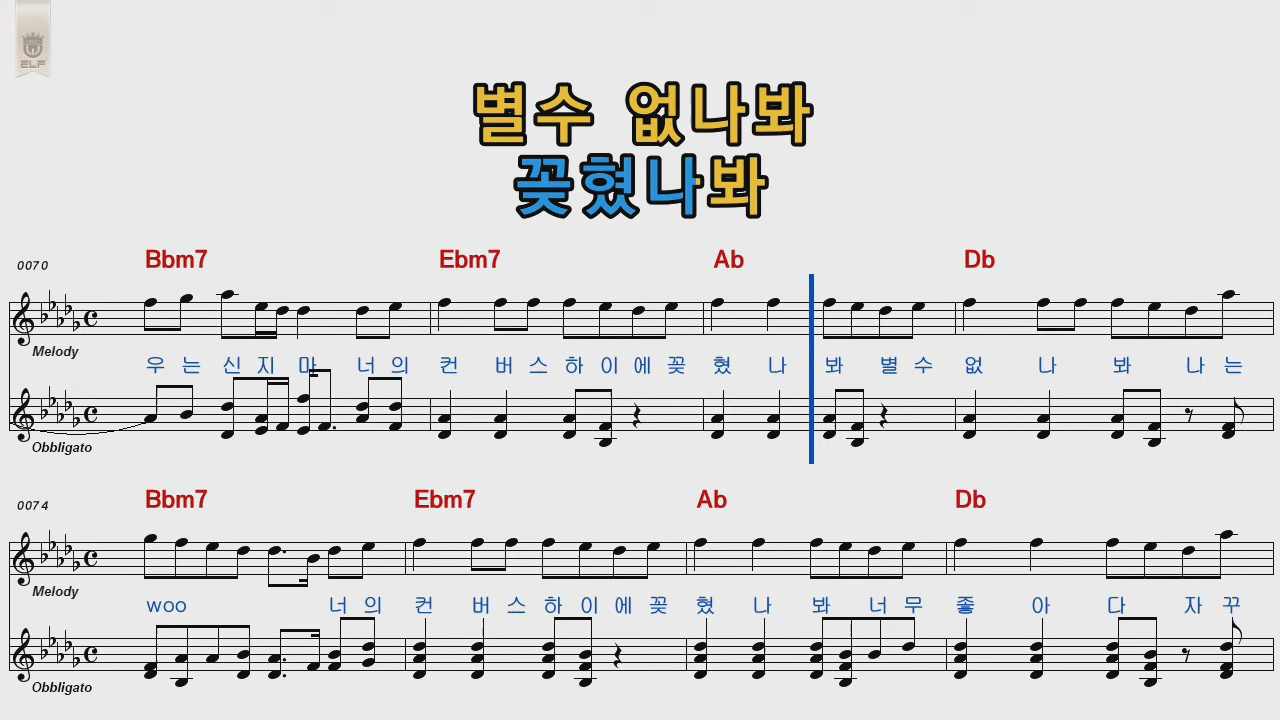 ELF
별수 없나봐
꽂혔나봐
0070 Bbm7 Ebm7 Ab Db
Melody
우 는 신 지 마 너 의 컨 버 스 하 이 에 꽂 혔 나 봐 별 수 없 나 봐 나 는
Obbligato
0074 Bbm7 Ebm7 Ab Db
Melody
woo 너 의 컨 버 스 하 이 에 꽂 혔 나 봐 너 무 좋 아 다 자 꾸
Obbligato